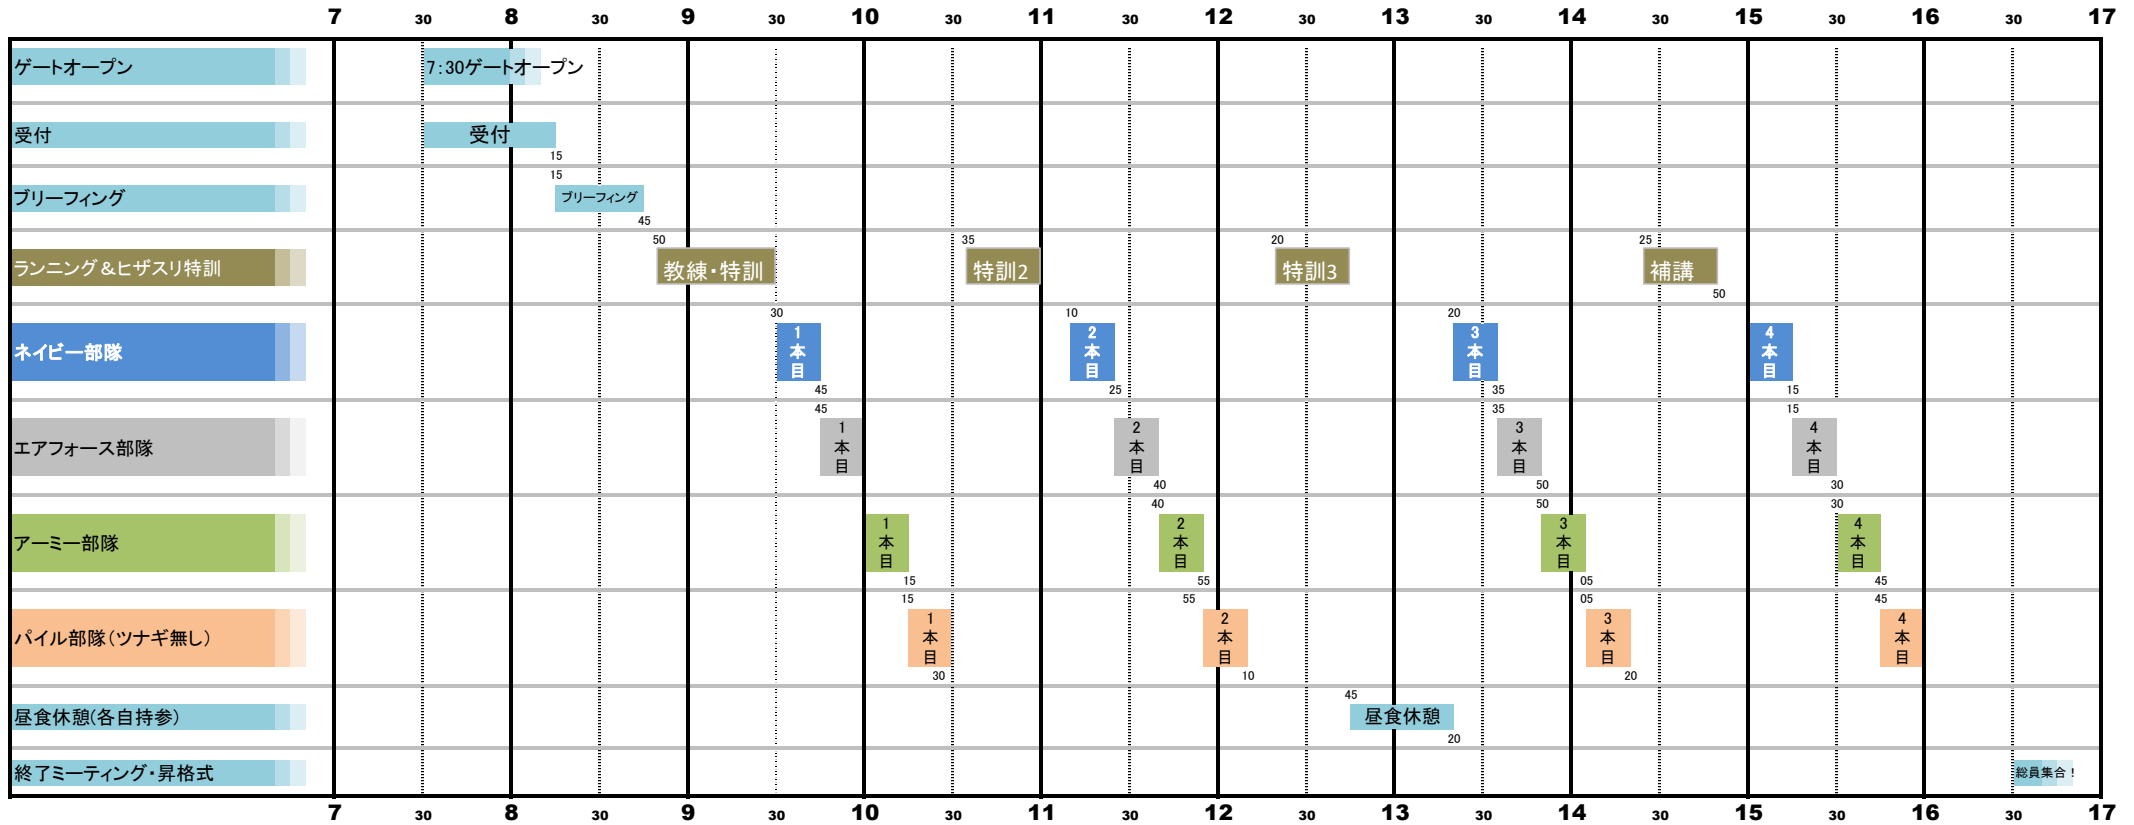 7 30 8 30 9 30 10 30 11 30 12 30 13 30 14 30 15 30 16 30 17
ゲートオープン 7:30ゲートオープン
受付 受付
15
15
ブリーフィング ブリーフィング
45
50 35 20 25
ランニング＆ヒザスリ特訓 教練・特訓 特訓2 特訓3 補講
50
30 10 20
ネイビー部隊 1本目 2本目 3本目 4本目
45 25 35 15
45 35 15
エアフォース部隊 1本目 2本目 3本目 4本目
40 50 30
40 50 30
アーミー部隊 1本目 2本目 3本目 4本目
15 55 05 45
15 55 05 45
パイル部隊（ツナギ無し） 1本目 2本目 3本目 4本目
30 10 20
45
昼食休憩(各自持参) 昼食休憩
20
終了ミーティング・昇格式 総員集合！
7 30 8 30 9 30 10 30 11 30 12 30 13 30 14 30 15 30 16 30 17